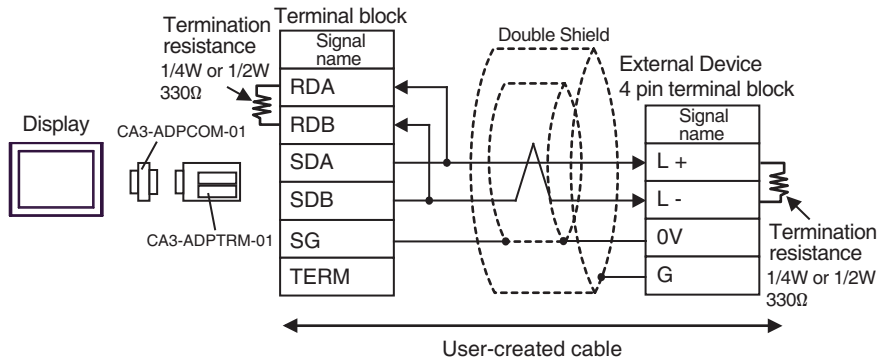 Termination
resistance
1/4W or 1/2W
330Ω
Terminal block
Signal
name
RDA
RDB
SDA
SDB
SG
TERM
Display
CA3-ADPCOM-01
CA3-ADPTRM-01
Double Shield
External Device
4 pin terminal block
Signal
name
L +
L -
0V
G
Termination
resistance
1/4W or 1/2W
330Ω
User-created cable